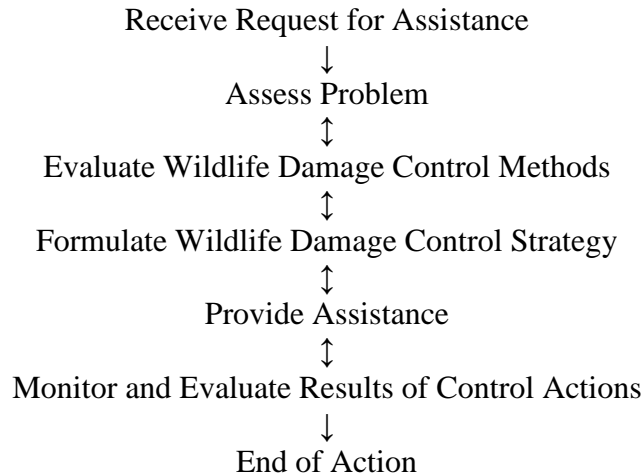 Receive Request for Assistance
↓
Assess Problem
↕
Evaluate Wildlife Damage Control Methods
↕
Formulate Wildlife Damage Control Strategy
↕
Provide Assistance
↕
Monitor and Evaluate Results of Control Actions
↓
End of Action